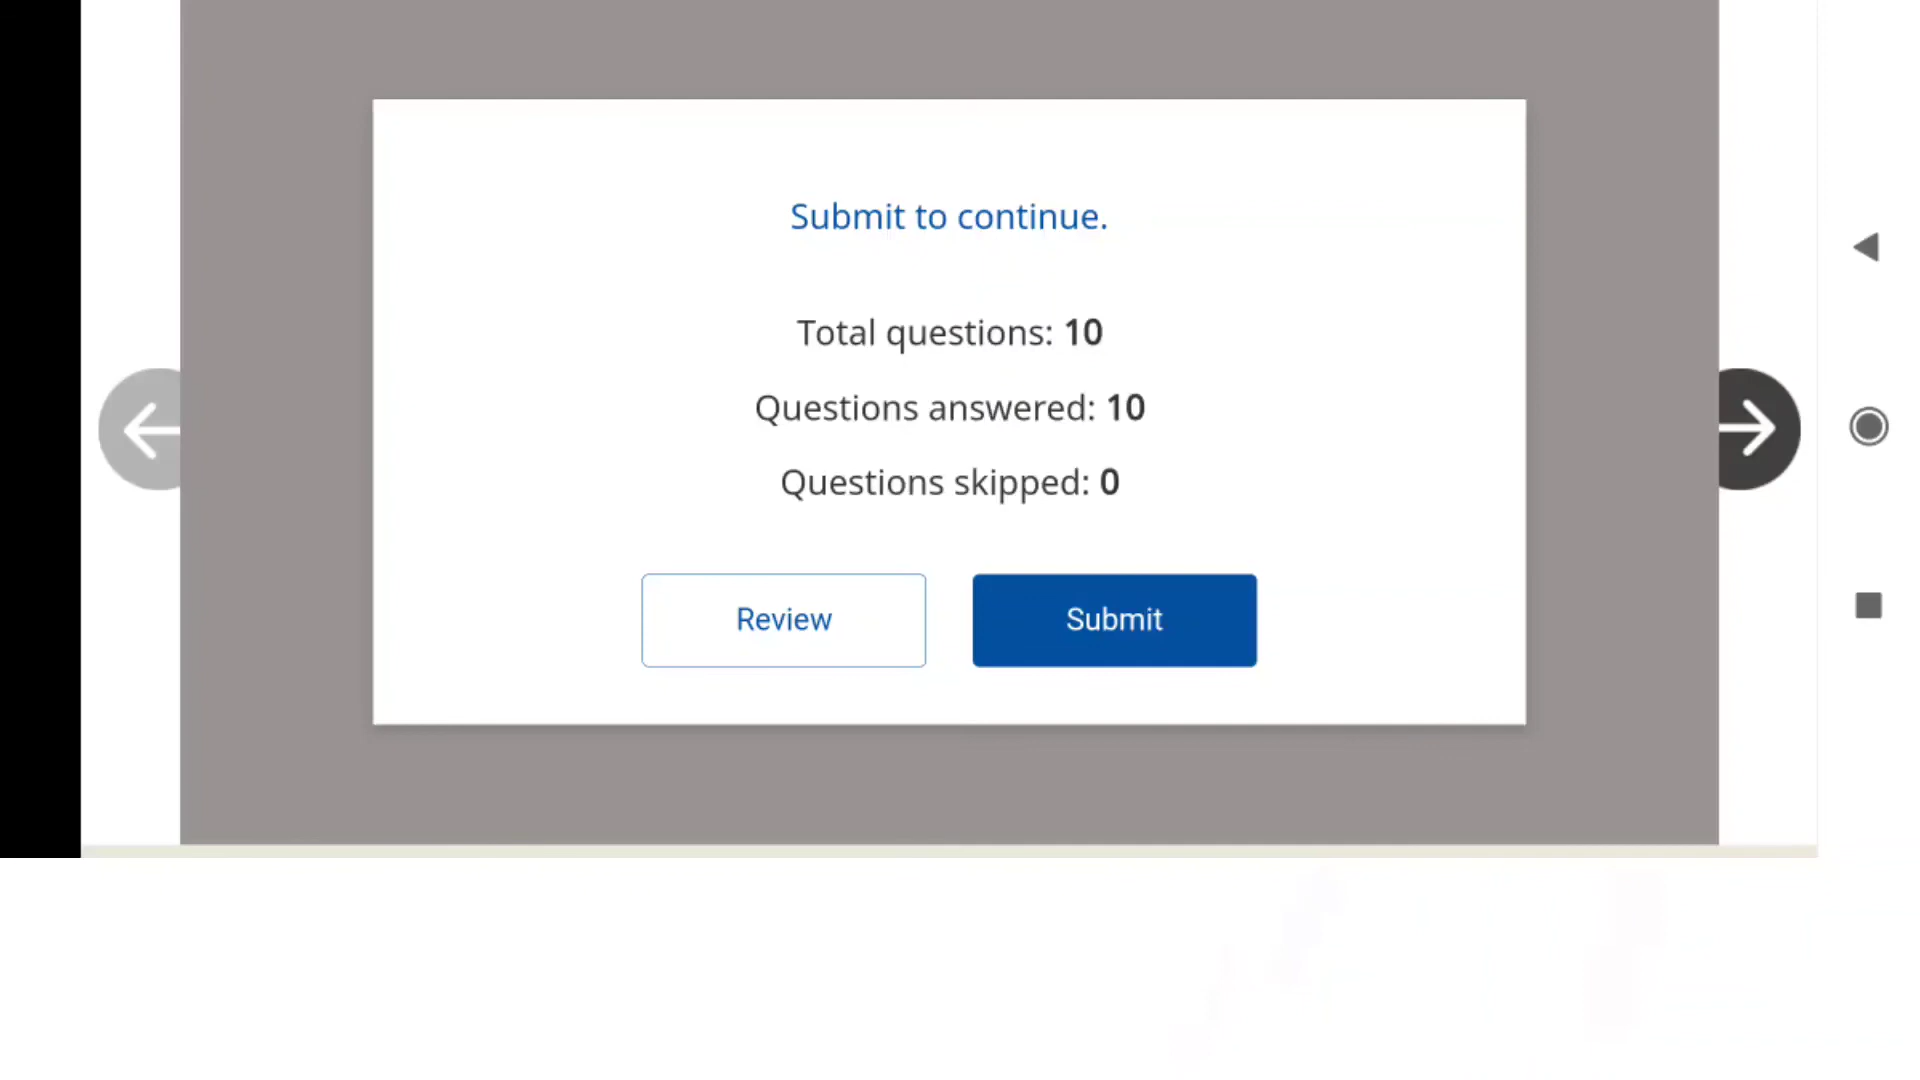 Submit to continue.
Total questions: 10
Questions answered: 10
Questions skipped: 0
Review
Submit